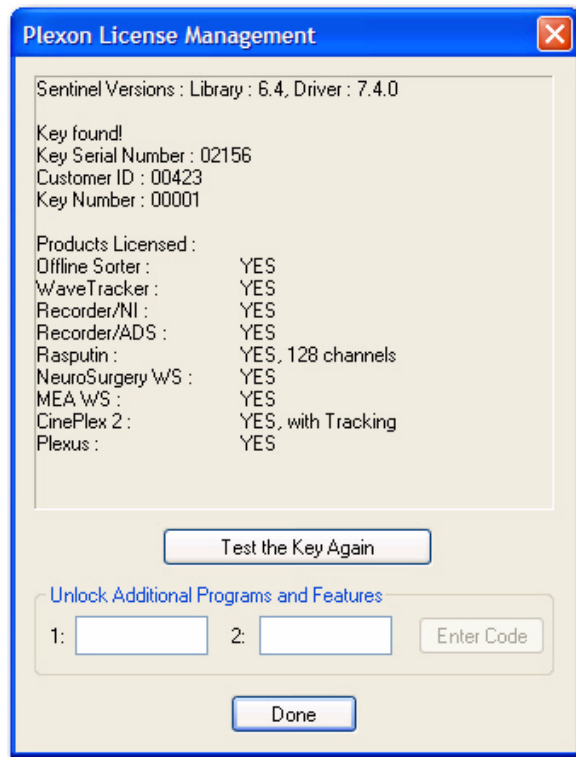 Plexon License Management
Sentinel Versions : Library : 6.4, Driver : 7.4.0
Key found!
Key Serial Number : 02156
Customer ID : 00423
Key Number : 00001
Products Licensed :
Offline Sorter : YES
WaveTracker : YES
Recorder/NI : YES
Recorder/ADS : YES
Rasputin : YES, 128 channels
NeuroSurgery WS : YES
MEA WS : YES
CinePlex 2 : YES, with Tracking
Plexus : YES
Test the Key Again
Unlock Additional Programs and Features
1: 2: Enter Code
Done